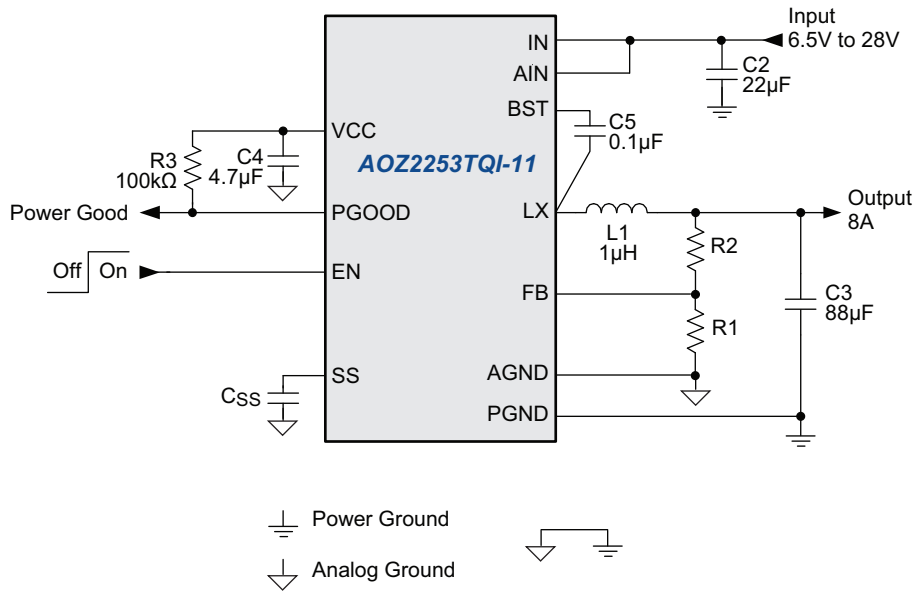 Input
6.5V to 28V
IN
AIN
C2
22µF
BST
C5
0.1µF
VCC
R3
100kΩ
C4
4.7µF
AOZ2253TQI-11
Power Good
PGOOD
LX
L1
1µH
Output
8A
R2
Off
On
EN
FB
C3
88µF
R1
SS
CSS
AGND
PGND
Power Ground
Analog Ground